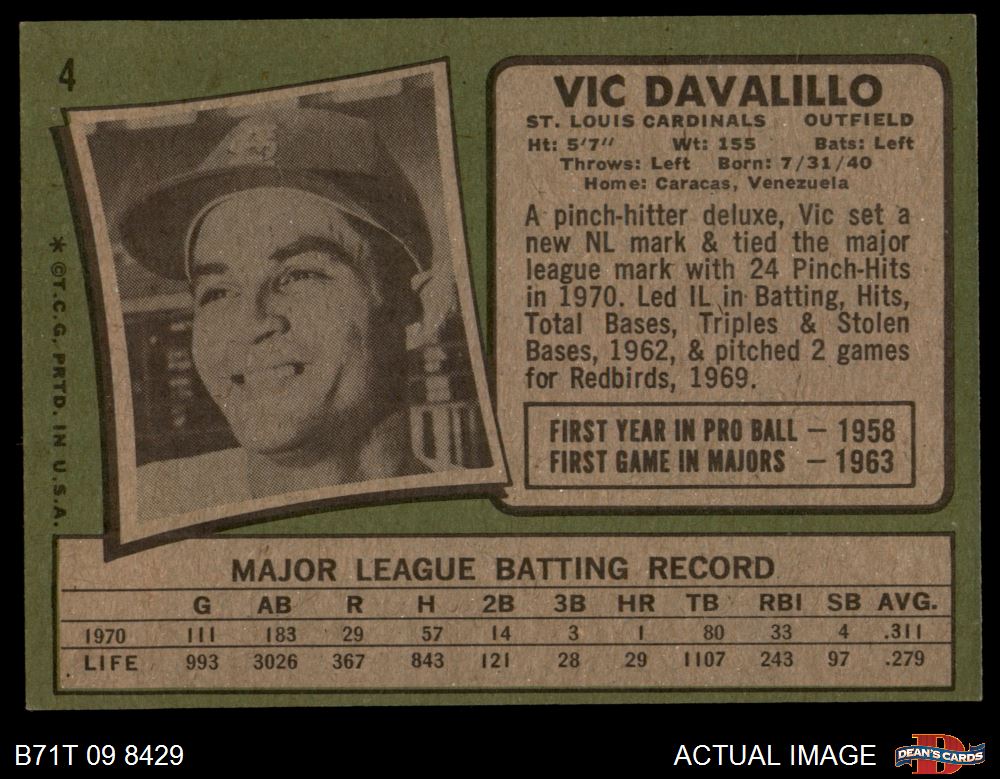 4
VIC DAVALILLO
ST. LOUIS CARDINALS OUTFIELD
Ht: 5'7" Wt: 155 Bats: Left
Throws: Left Born: 7/31/40
Home: Caracas, Venezuela
A pinch-hitter deluxe, Vic set a
new NL mark & tied the major
league mark with 24 Pinch-Hits
in 1970. Led IL in Batting, Hits,
Total Bases, Triples & Stolen
Bases, 1962, & pitched 2 games
for Redbirds, 1969.
FIRST YEAR IN PRO BALL – 1958
FIRST GAME IN MAJORS – 1963
* ©T.C.G. PRTD. IN U.S.A.
MAJOR LEAGUE BATTING RECORD
G AB R H 2B 3B HR TB RBI SB AVG.
1970 111 183 29 57 14 3 1 80 33 4 .311
LIFE 993 3026 367 843 121 28 29 1107 243 97 .279
B71T 09 8429 ACTUAL IMAGE DEAN'S CARDS